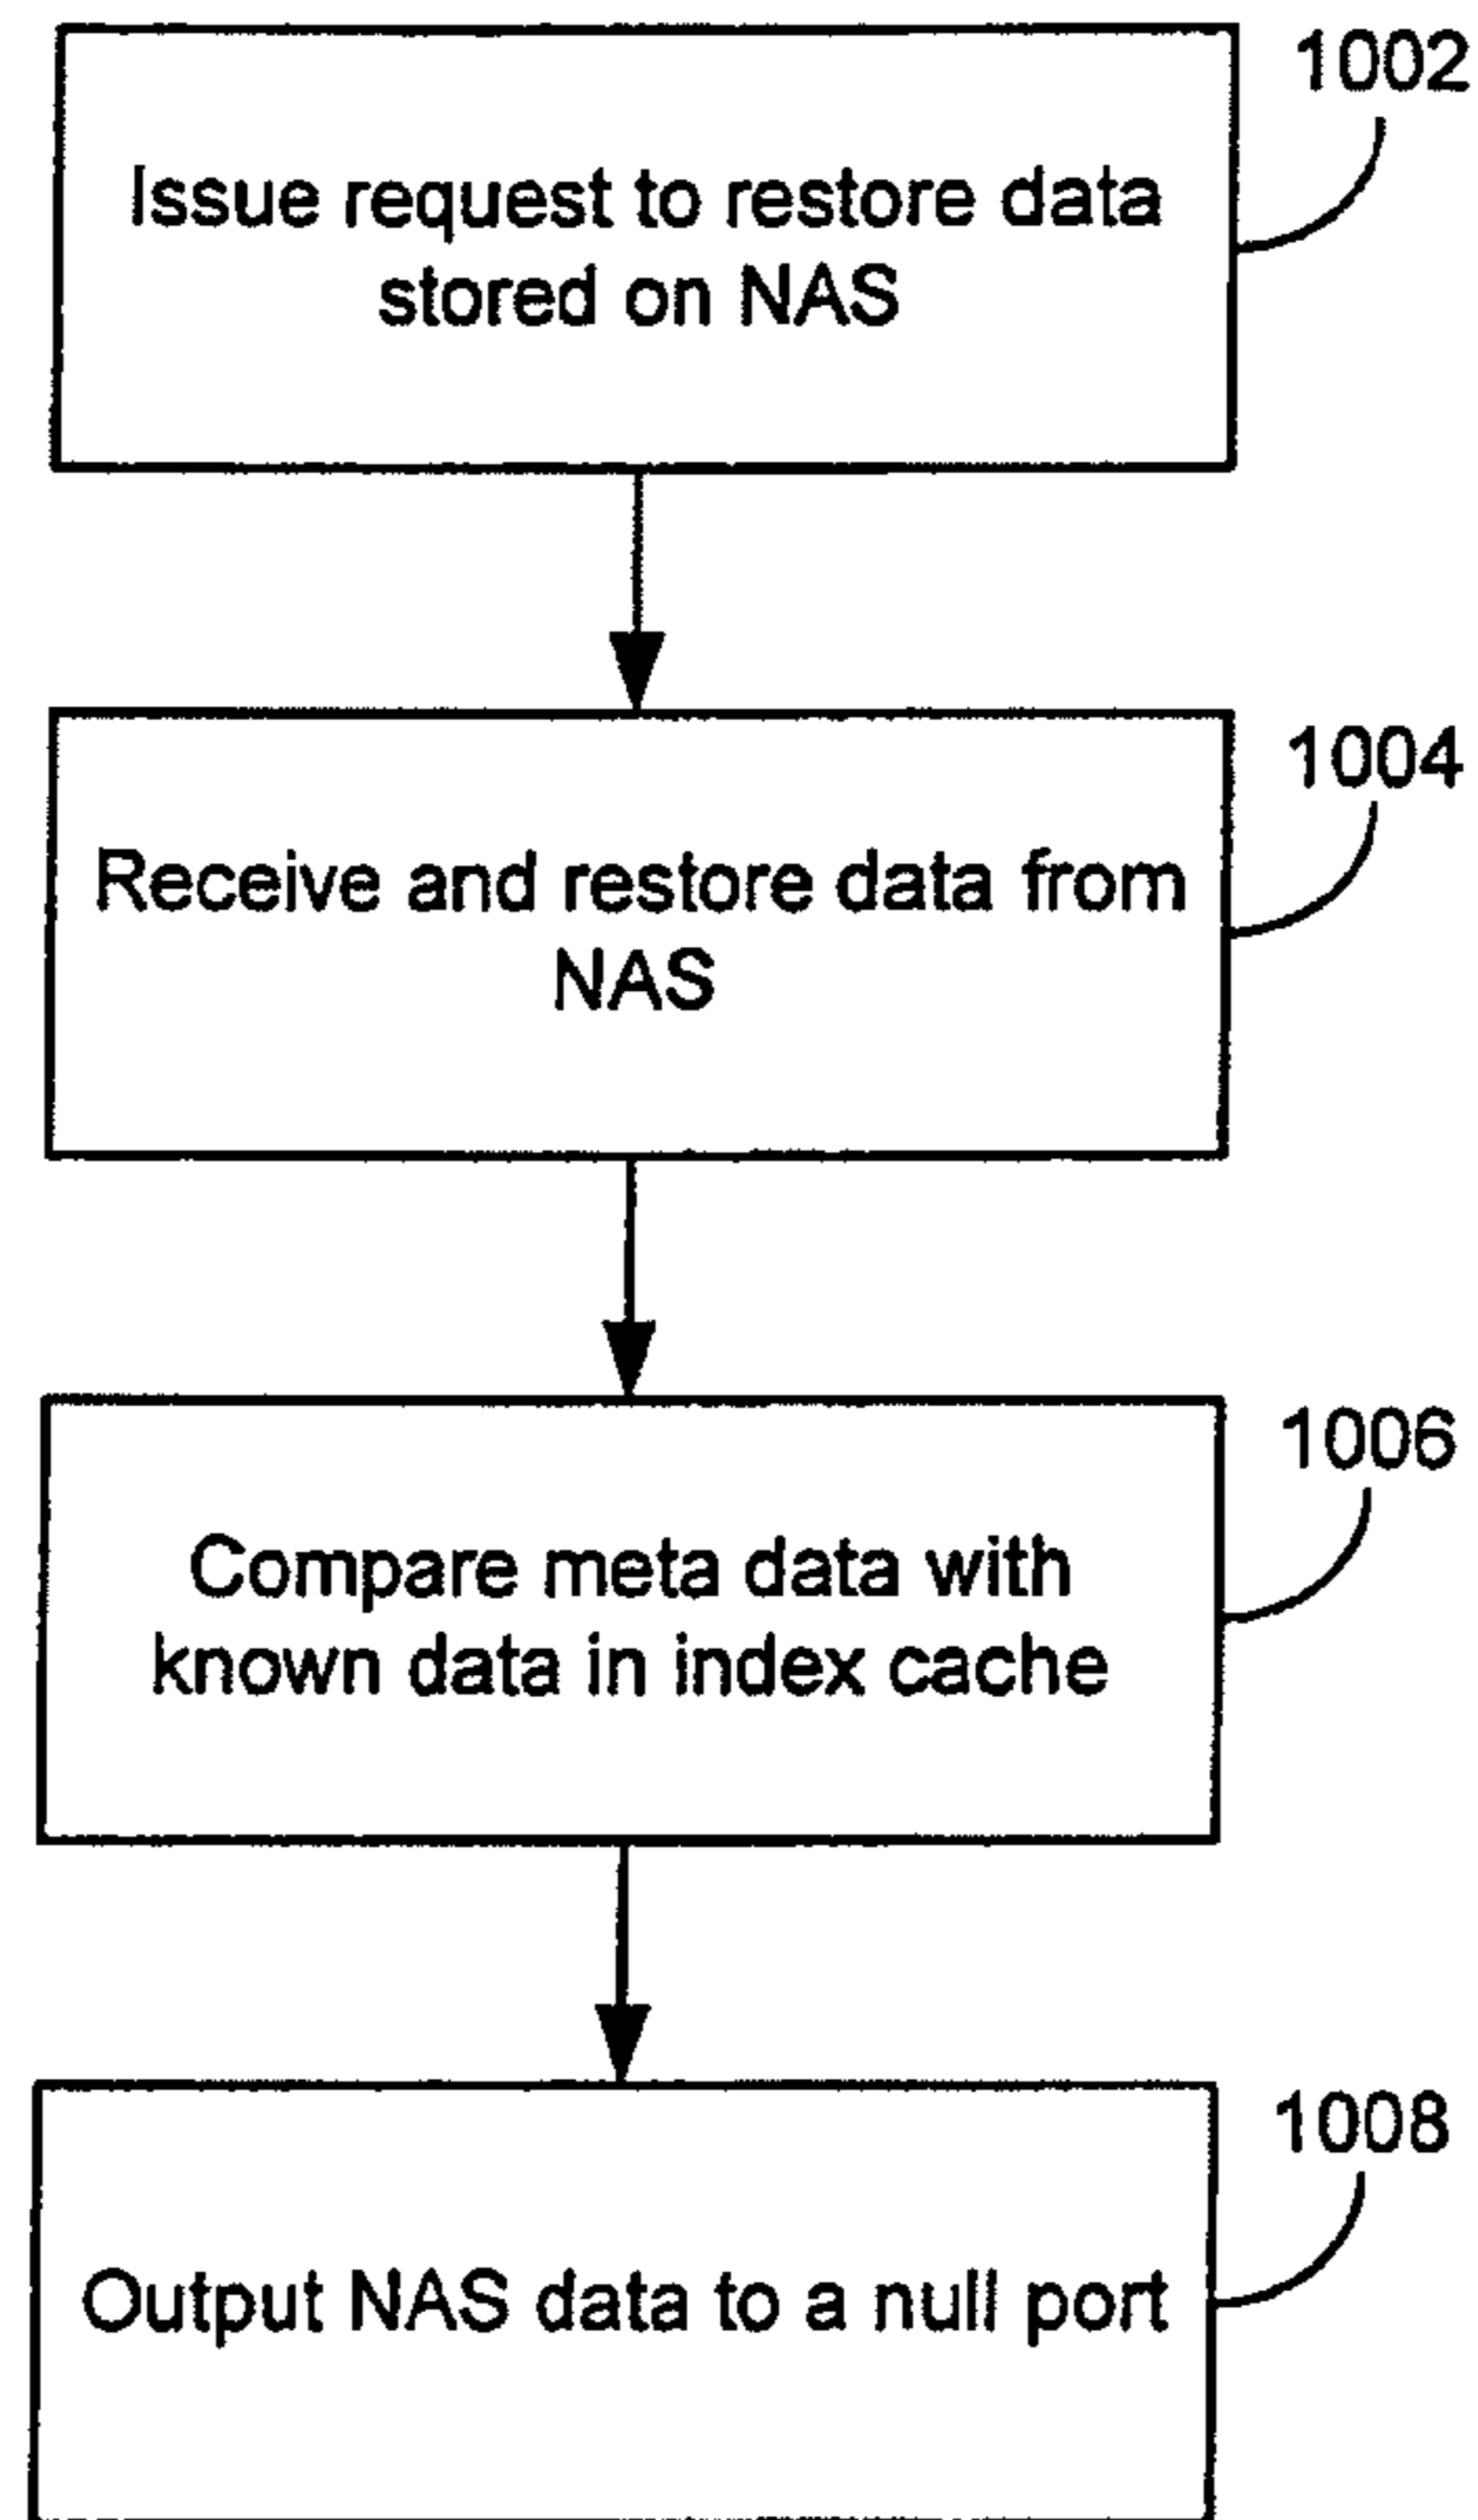 1002
Issue request to restore data
stored on NAS
1004
Receive and restore data from
NAS
1006
Compare meta data with
known data in index cache
1008
Output NAS data to a null port